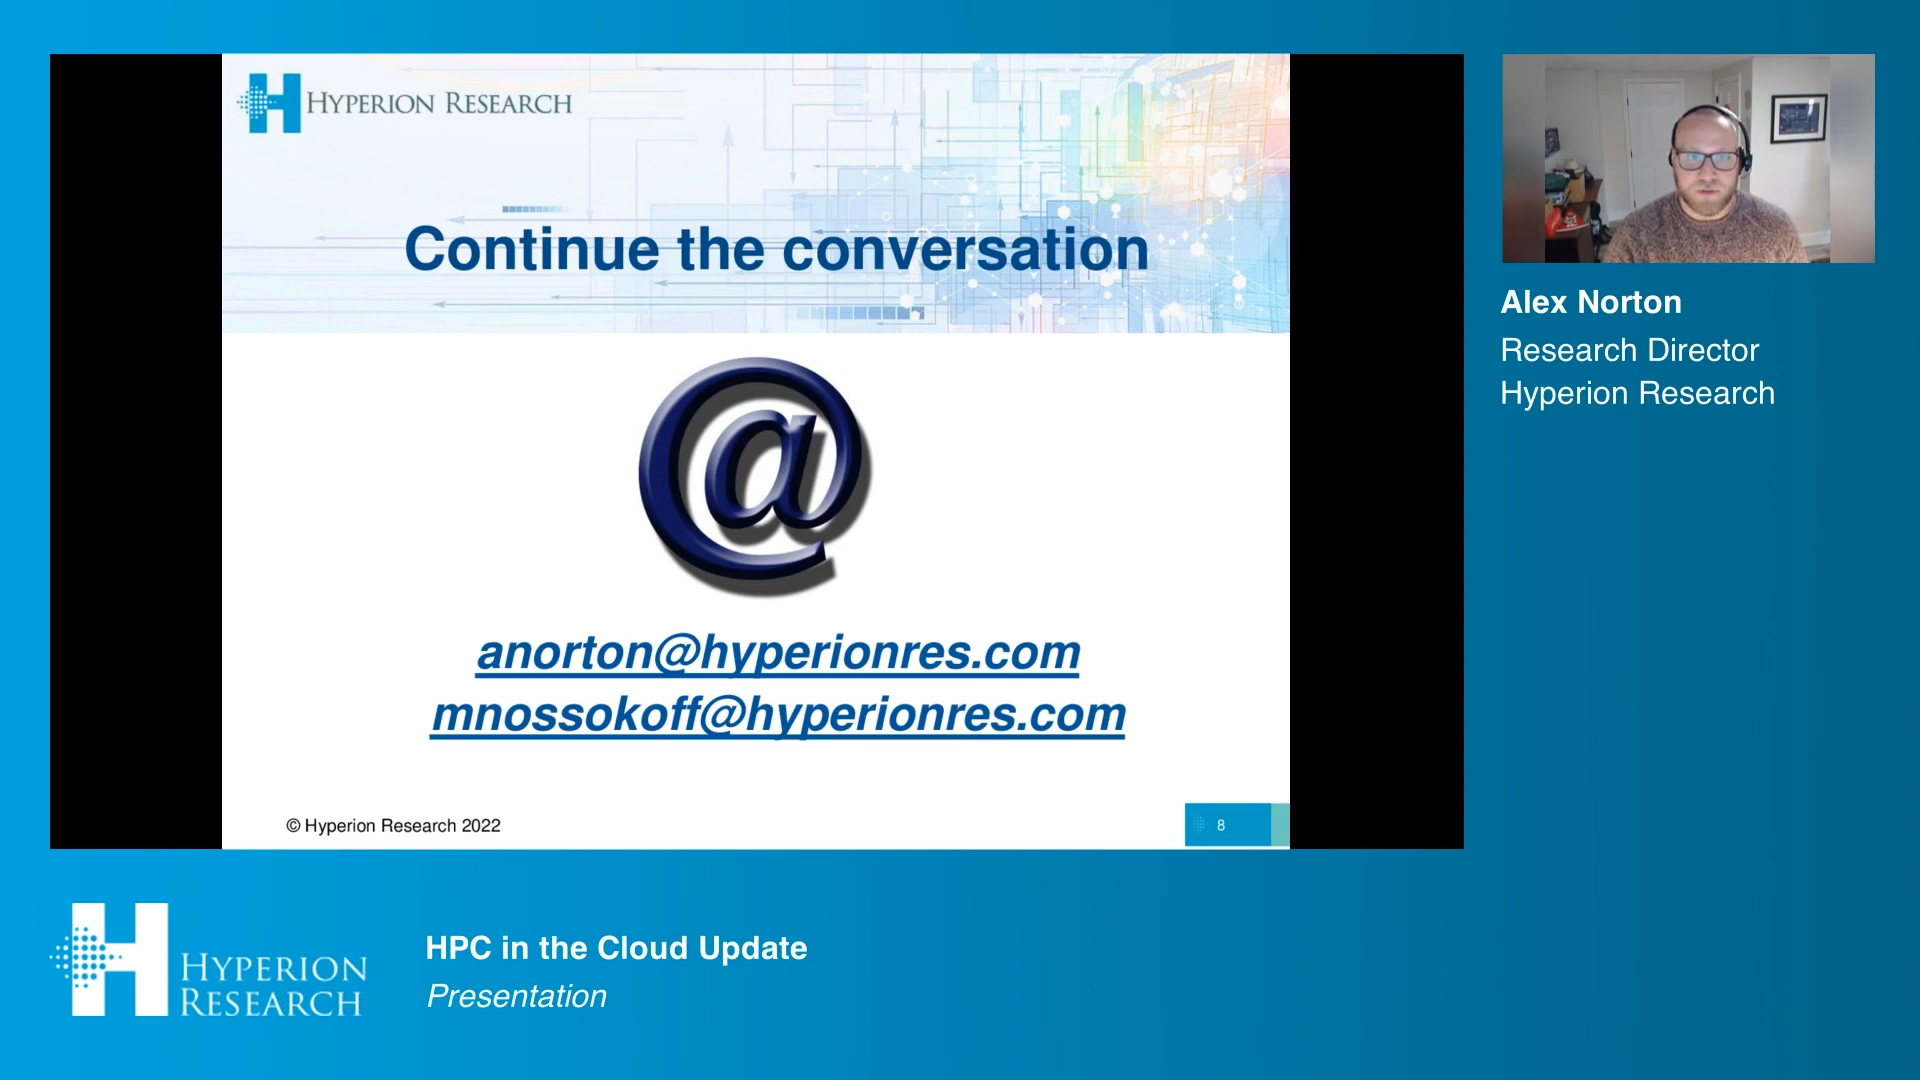 HYPERION RESEARCH
Continue the conversation
@
anorton@hyperionres.com
mnossokoff@hyperionres.com
© Hyperion Research 2022
8
Alex Norton
Research Director
Hyperion Research
HYPERION
RESEARCH
HPC in the Cloud Update
Presentation